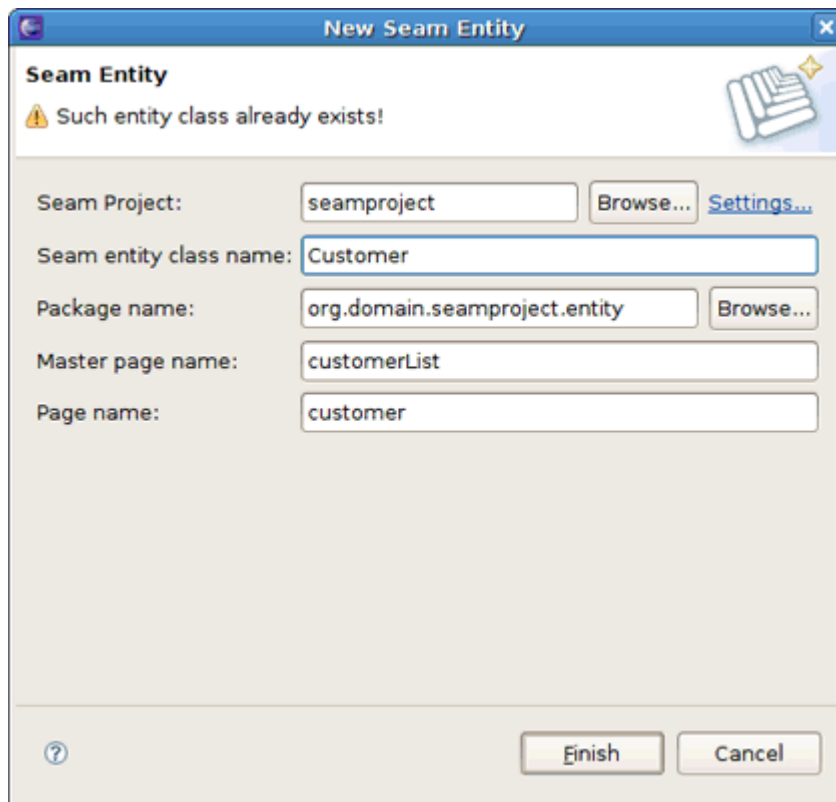 New Seam Entity
Seam Entity
Such entity class already exists!
Seam Project: seamproject Browse... Settings...
Seam entity class name: Customer
Package name: org.domain.seamproject.entity Browse...
Master page name: customerList
Page name: customer
? Finish Cancel